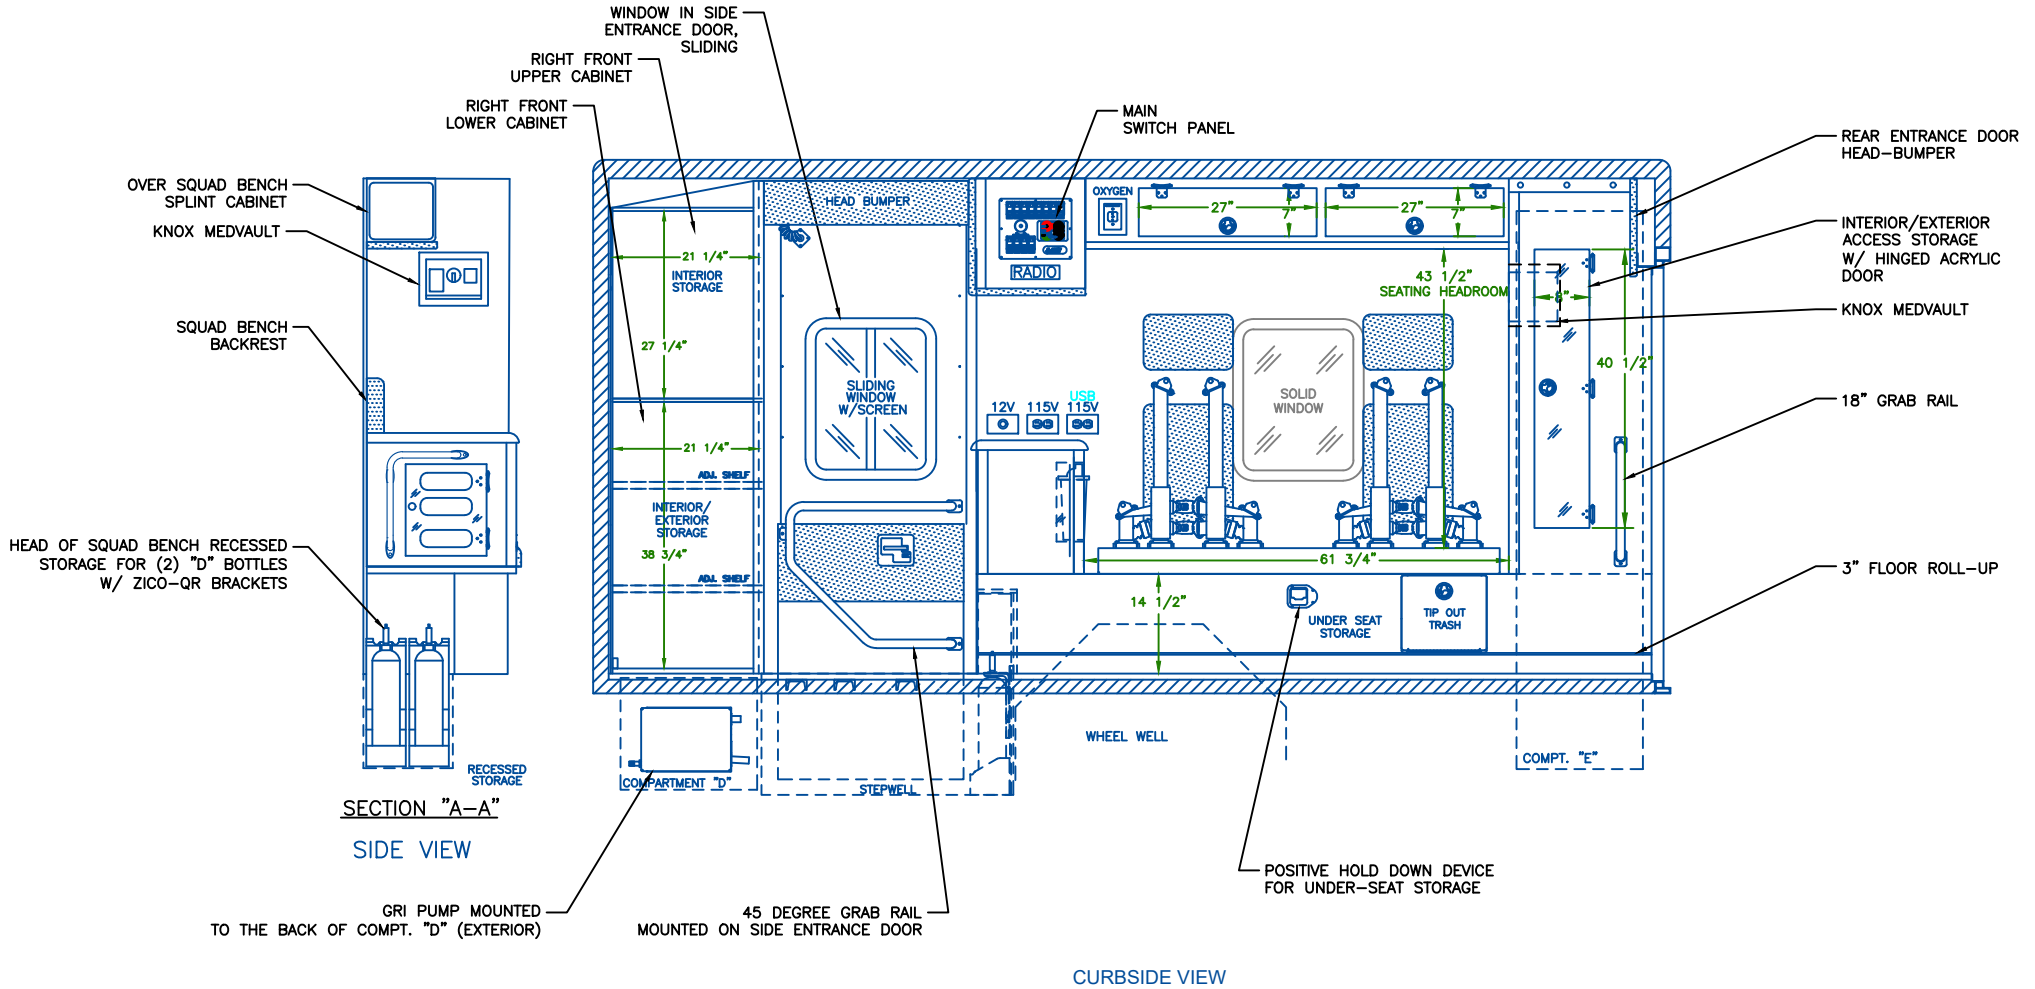 WINDOW IN SIDE
ENTRANCE DOOR,
SLIDING
RIGHT FRONT
UPPER CABINET
RIGHT FRONT
LOWER CABINET
MAIN
SWITCH PANEL
REAR ENTRANCE DOOR
HEAD-BUMPER
OVER SQUAD BENCH
SPLINT CABINET
KNOX MEDVAULT
SQUAD BENCH
BACKREST
HEAD OF SQUAD BENCH RECESSED
STORAGE FOR (2) "D" BOTTLES
W/ ZICO-QR BRACKETS
RECESSED
STORAGE
SECTION "A-A"
SIDE VIEW
HEAD BUMPER
OXYGEN
RADIO
27"
7"
27"
7"
21 1/4"
INTERIOR
STORAGE
27 1/4"
21 1/4"
ADJ. SHELF
INTERIOR/
EXTERIOR
STORAGE
38 3/4"
ADJ. SHELF
SLIDING
WINDOW
W/SCREEN
43 1/2"
SEATING HEADROOM
SOLID
WINDOW
USB
12V
115V
115V
8"
40 1/2"
61 3/4"
14 1/2"
UNDER SEAT
STORAGE
TIP OUT
TRASH
INTERIOR/EXTERIOR
ACCESS STORAGE
W/ HINGED ACRYLIC
DOOR
KNOX MEDVAULT
18" GRAB RAIL
3" FLOOR ROLL-UP
WHEEL WELL
COMPT. "E"
COMPARTMENT "D"
STEPWELL
GRI PUMP MOUNTED
TO THE BACK OF COMPT. "D" (EXTERIOR)
45 DEGREE GRAB RAIL
MOUNTED ON SIDE ENTRANCE DOOR
POSITIVE HOLD DOWN DEVICE
FOR UNDER-SEAT STORAGE
CURBSIDE VIEW